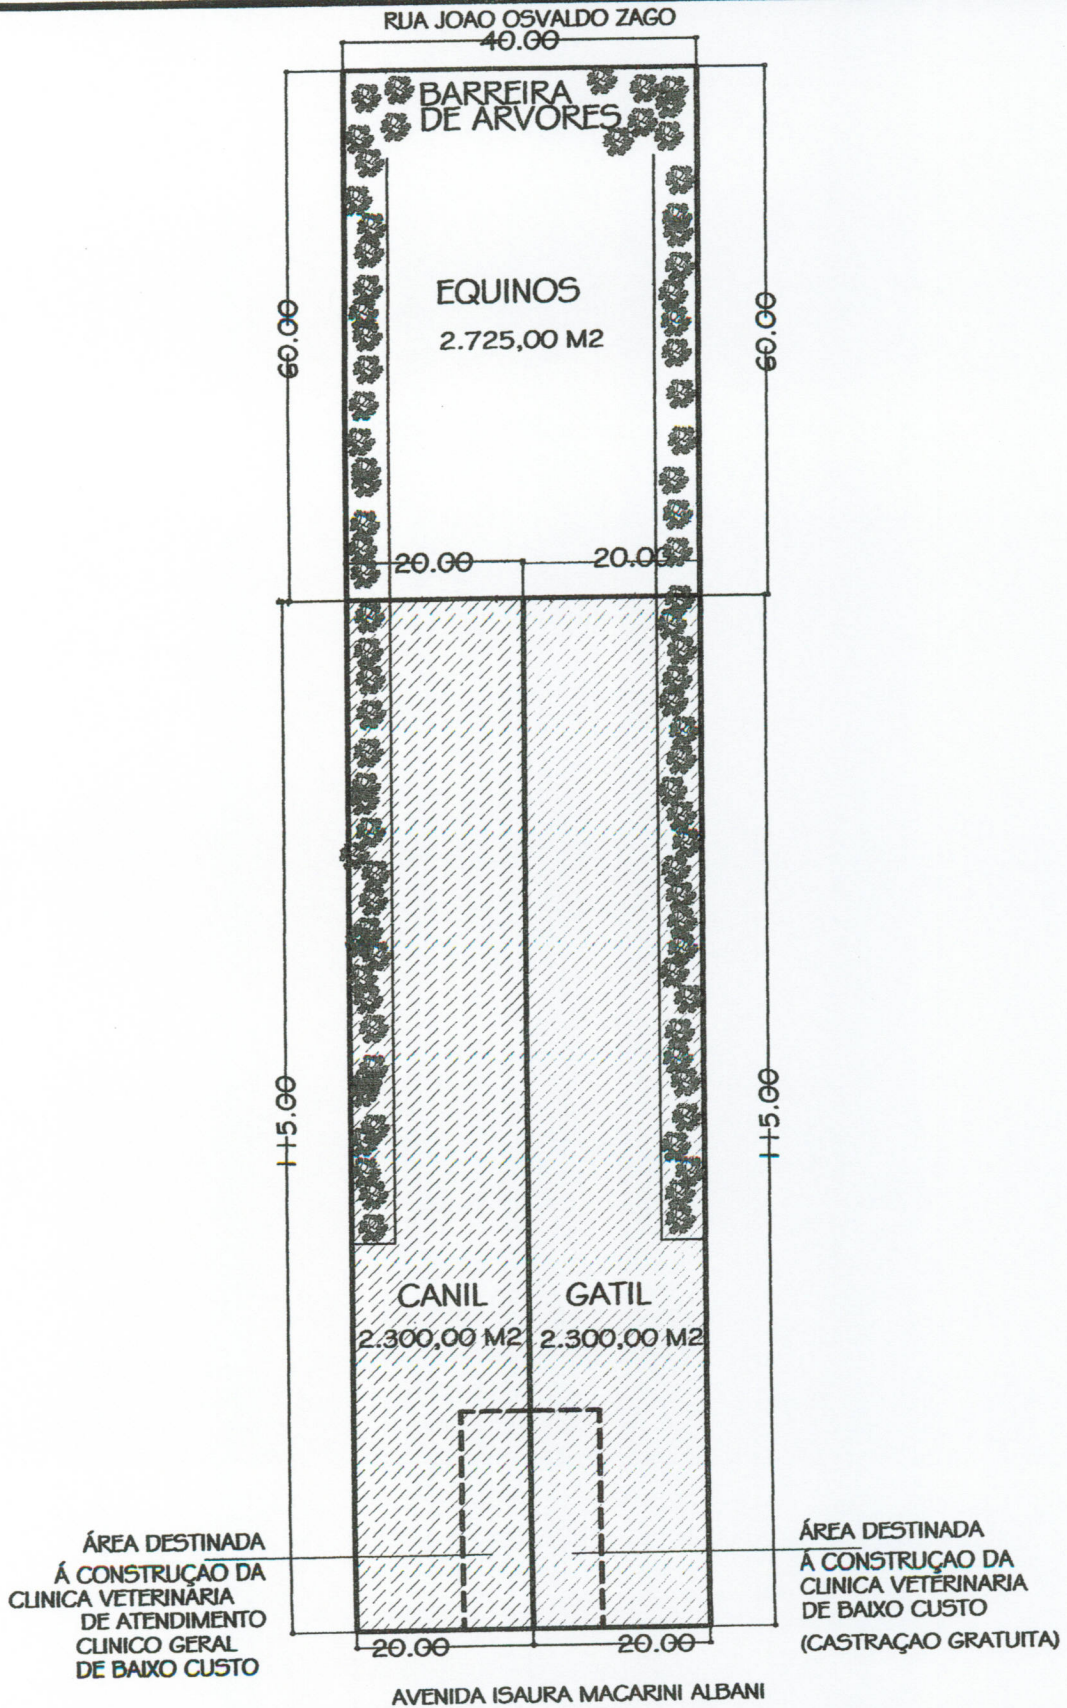 RUA JOAO OSVALDO ZAGO
40.00
BARREIRA
DE ARVORES
EQUINOS
2.725,00 M2
60.00
60.00
20.00
20.00
115.00
115.00
CANIL
2.300,00 M2
GATIL
2.300,00 M2
ÁREA DESTINADA
Á CONSTRUÇAO DA
CLINICA VETERINARIA
DE ATENDIMENTO
CLINICO GERAL
DE BAIXO CUSTO
ÁREA DESTINADA
Á CONSTRUÇAO DA
CLINICA VETERINARIA
DE BAIXO CUSTO
(CASTRAÇAO GRATUITA)
20.00
20.00
AVENIDA ISAURA MACARINI ALBANI